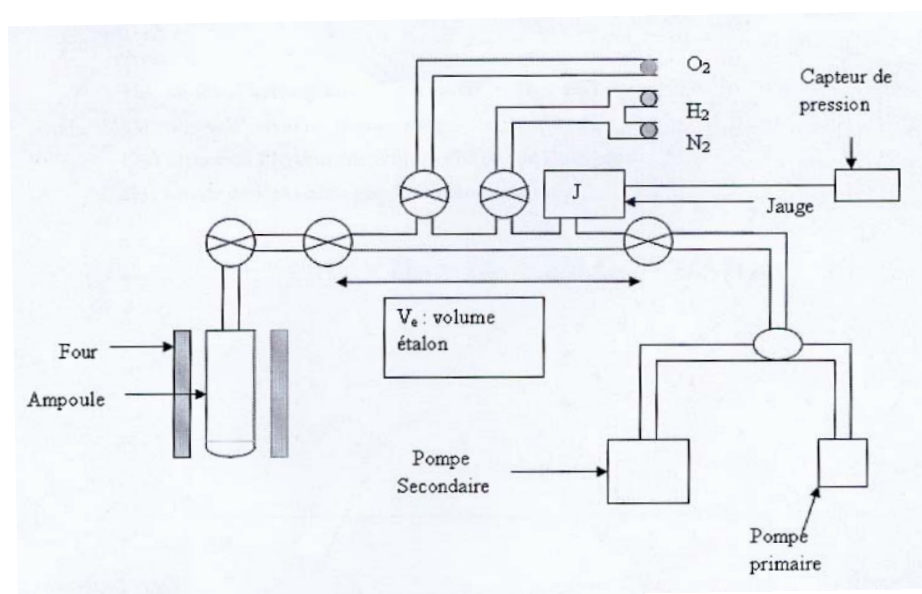 O₂
H₂
N₂
Capteur de
pression
J
Jauge
Vₑ : volume
étalon
Four
Ampoule
Pompe
Secondaire
Pompe
primaire